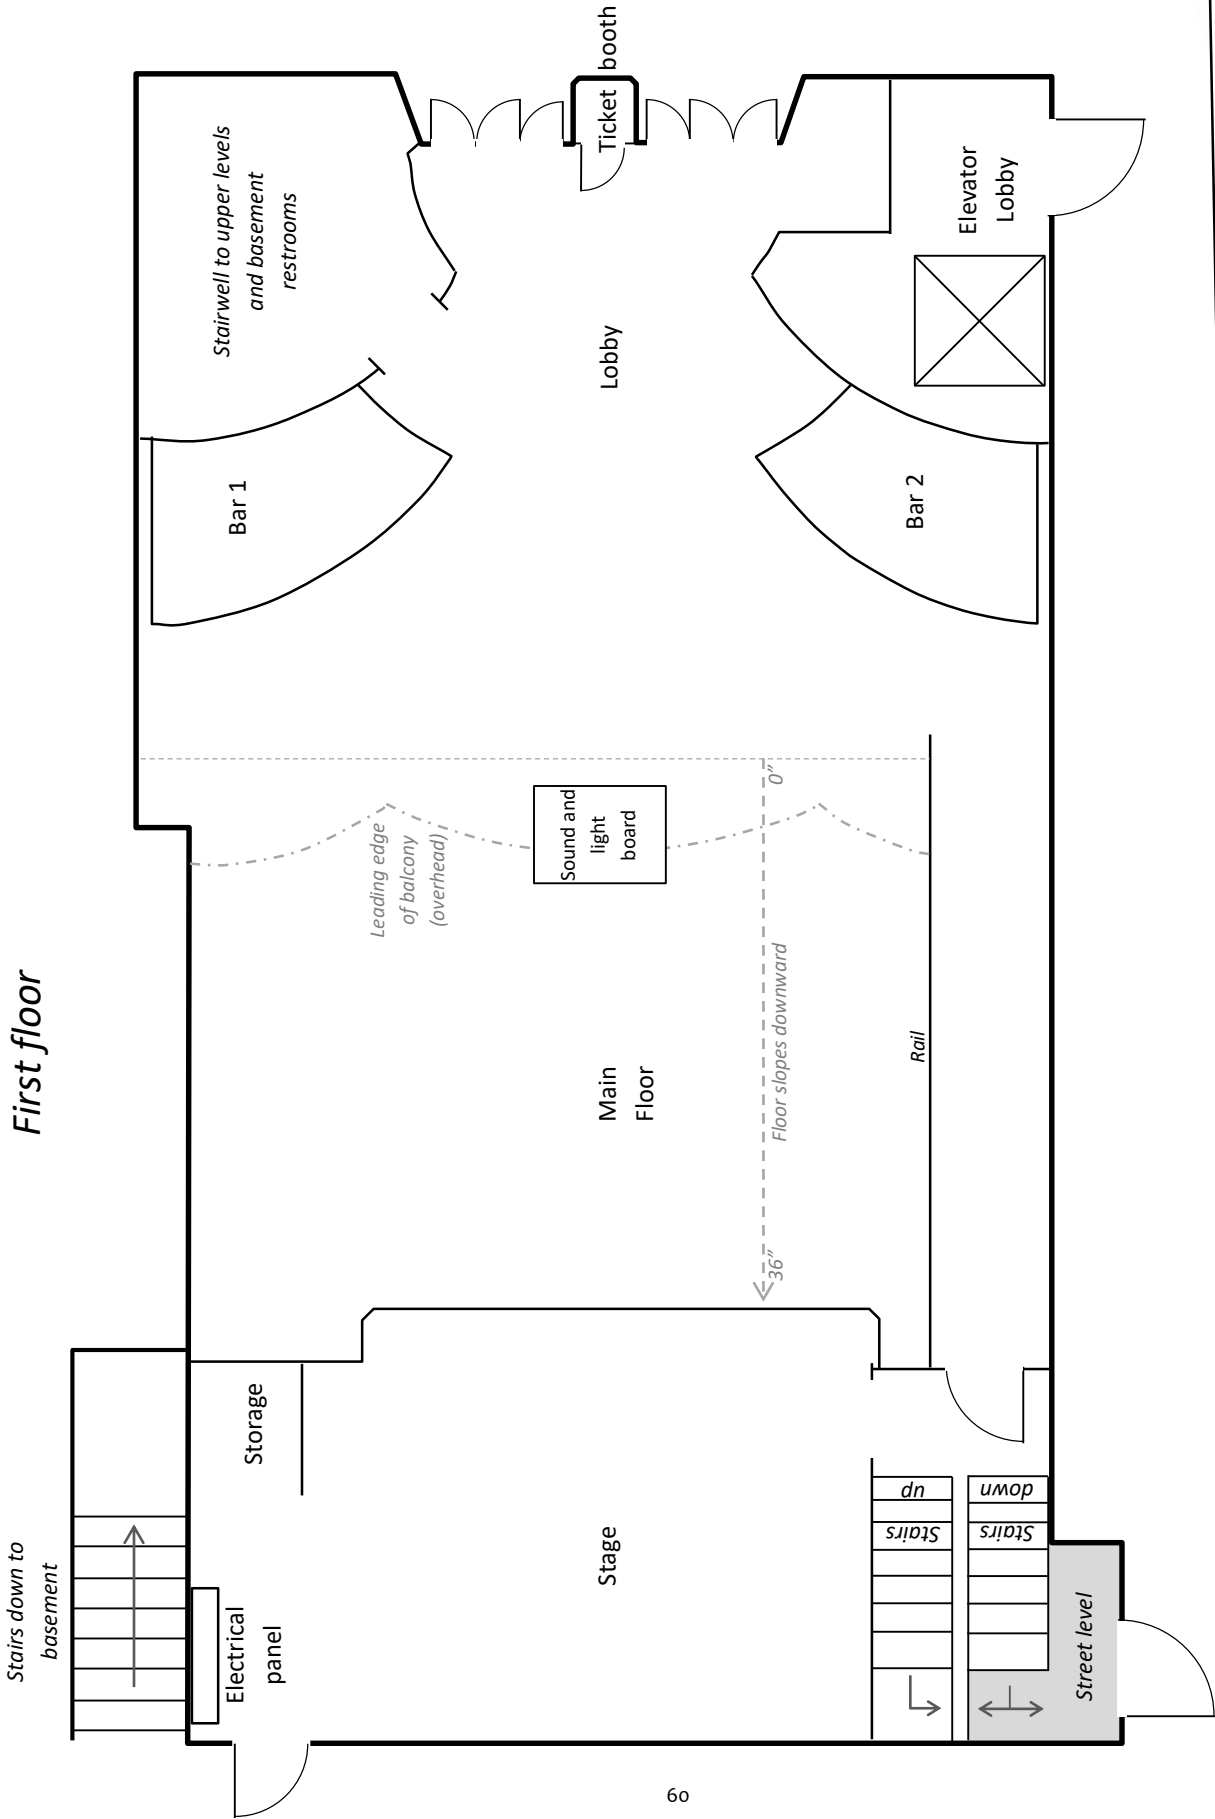 First floor
Stairs down to
basement
Electrical
panel
Storage
Stage
Stairs
up
Stairs
down
Street level
Main
Floor
Rail
Floor slopes downward
36”
0”
Leading edge
of balcony
(overhead)
Sound and
light
board
Bar 1
Bar 2
Lobby
Stairwell to upper levels
and basement
restrooms
Ticket
booth
Elevator
Lobby
60